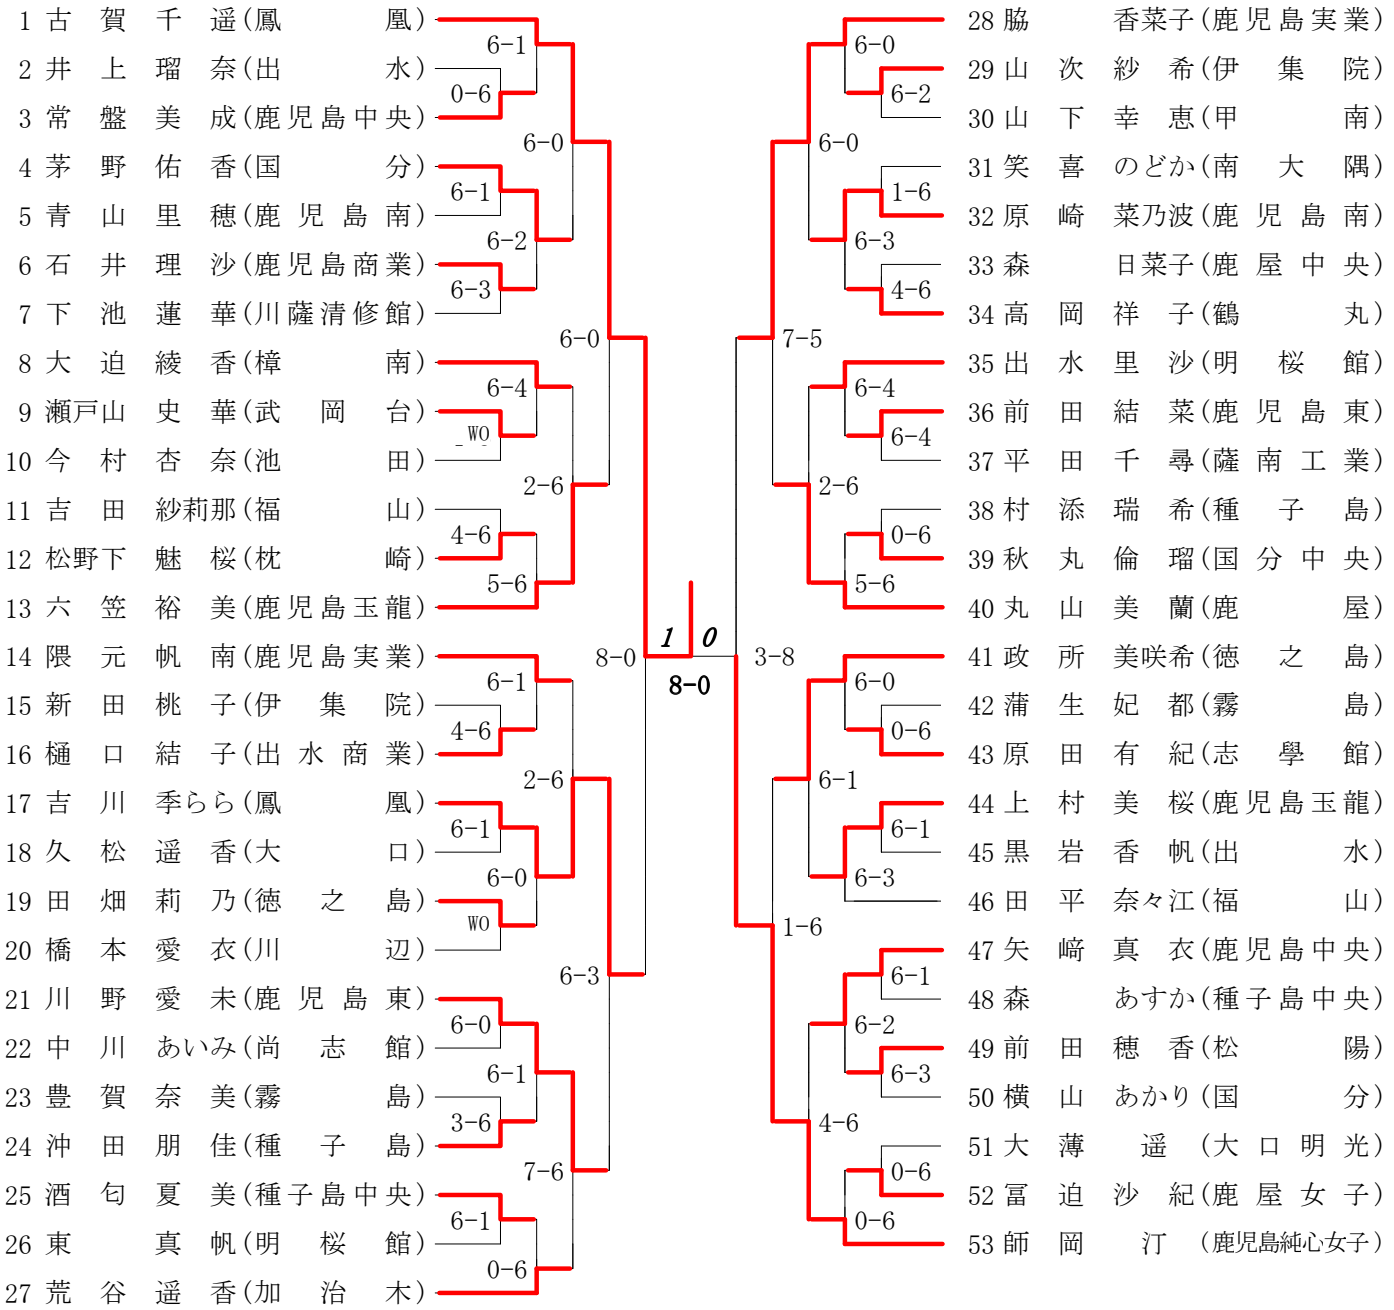 1 古賀千遥(鳳凰)
2 井上瑠奈(出水)
3 常盤美成(鹿児島中央)
4 茅野佑香(国分)
5 青山里穂(鹿児島南)
6 石井理沙(鹿児島商業)
7 下池蓮華(川薩清修館)
8 大迫綾香(樟南)
9 瀬戸山史華(武岡台)
10 今村杏奈(池田)
11 吉田紗莉那(福山)
12 松野下魅桜(枕崎)
13 六笠裕美(鹿児島玉龍)
14 隈元帆南(鹿児島実業)
15 新田桃子(伊集院)
16 樋口結子(出水商業)
17 吉川季らら(鳳凰)
18 久松遥香(大口)
19 田畑莉乃(徳之島)
20 橋本愛衣(川辺)
21 川野愛未(鹿児島東)
22 中川あいみ(尚志館)
23 豊賀奈美(霧島)
24 沖田朋佳(種子島)
25 酒匂夏美(種子島中央)
26 東真帆(明桜館)
27 荒谷遥香(加治木)
6-1
0-6
6-0
6-1
6-2
6-3
6-0
6-4
WO
2-6
4-6
5-6
8-0
6-1
4-6
2-6
6-1
6-0
WO
6-3
6-0
6-1
3-6
7-6
6-1
0-6
1 0
8-0
28 脇香菜子(鹿児島実業)
29 山次紗希(伊集院)
30 山下幸恵(甲南)
31 笑喜のどか(南大隅)
32 原崎菜乃波(鹿児島南)
33 森日菜子(鹿屋中央)
34 高岡祥子(鶴丸)
35 出水里沙(明桜館)
36 前田結菜(鹿児島東)
37 平田千尋(薩南工業)
38 村添瑞希(種子島)
39 秋丸倫瑠(国分中央)
40 丸山美蘭(鹿屋)
41 政所美咲希(徳之島)
42 蒲生妃都(霧島)
43 原田有紀(志學館)
44 上村美桜(鹿児島玉龍)
45 黒岩香帆(出水)
46 田平奈々江(福山)
47 矢﨑真衣(鹿児島中央)
48 森あすか(種子島中央)
49 前田穂香(松陽)
50 横山あかり(国分)
51 大薄遥(大口明光)
52 冨迫沙紀(鹿屋女子)
53 師岡汀(鹿児島純心女子)
6-0
6-2
6-0
1-6
6-3
4-6
7-5
6-4
6-4
2-6
0-6
5-6
3-8
6-0
0-6
6-1
6-1
6-3
1-6
6-1
6-2
6-3
4-6
0-6
0-6